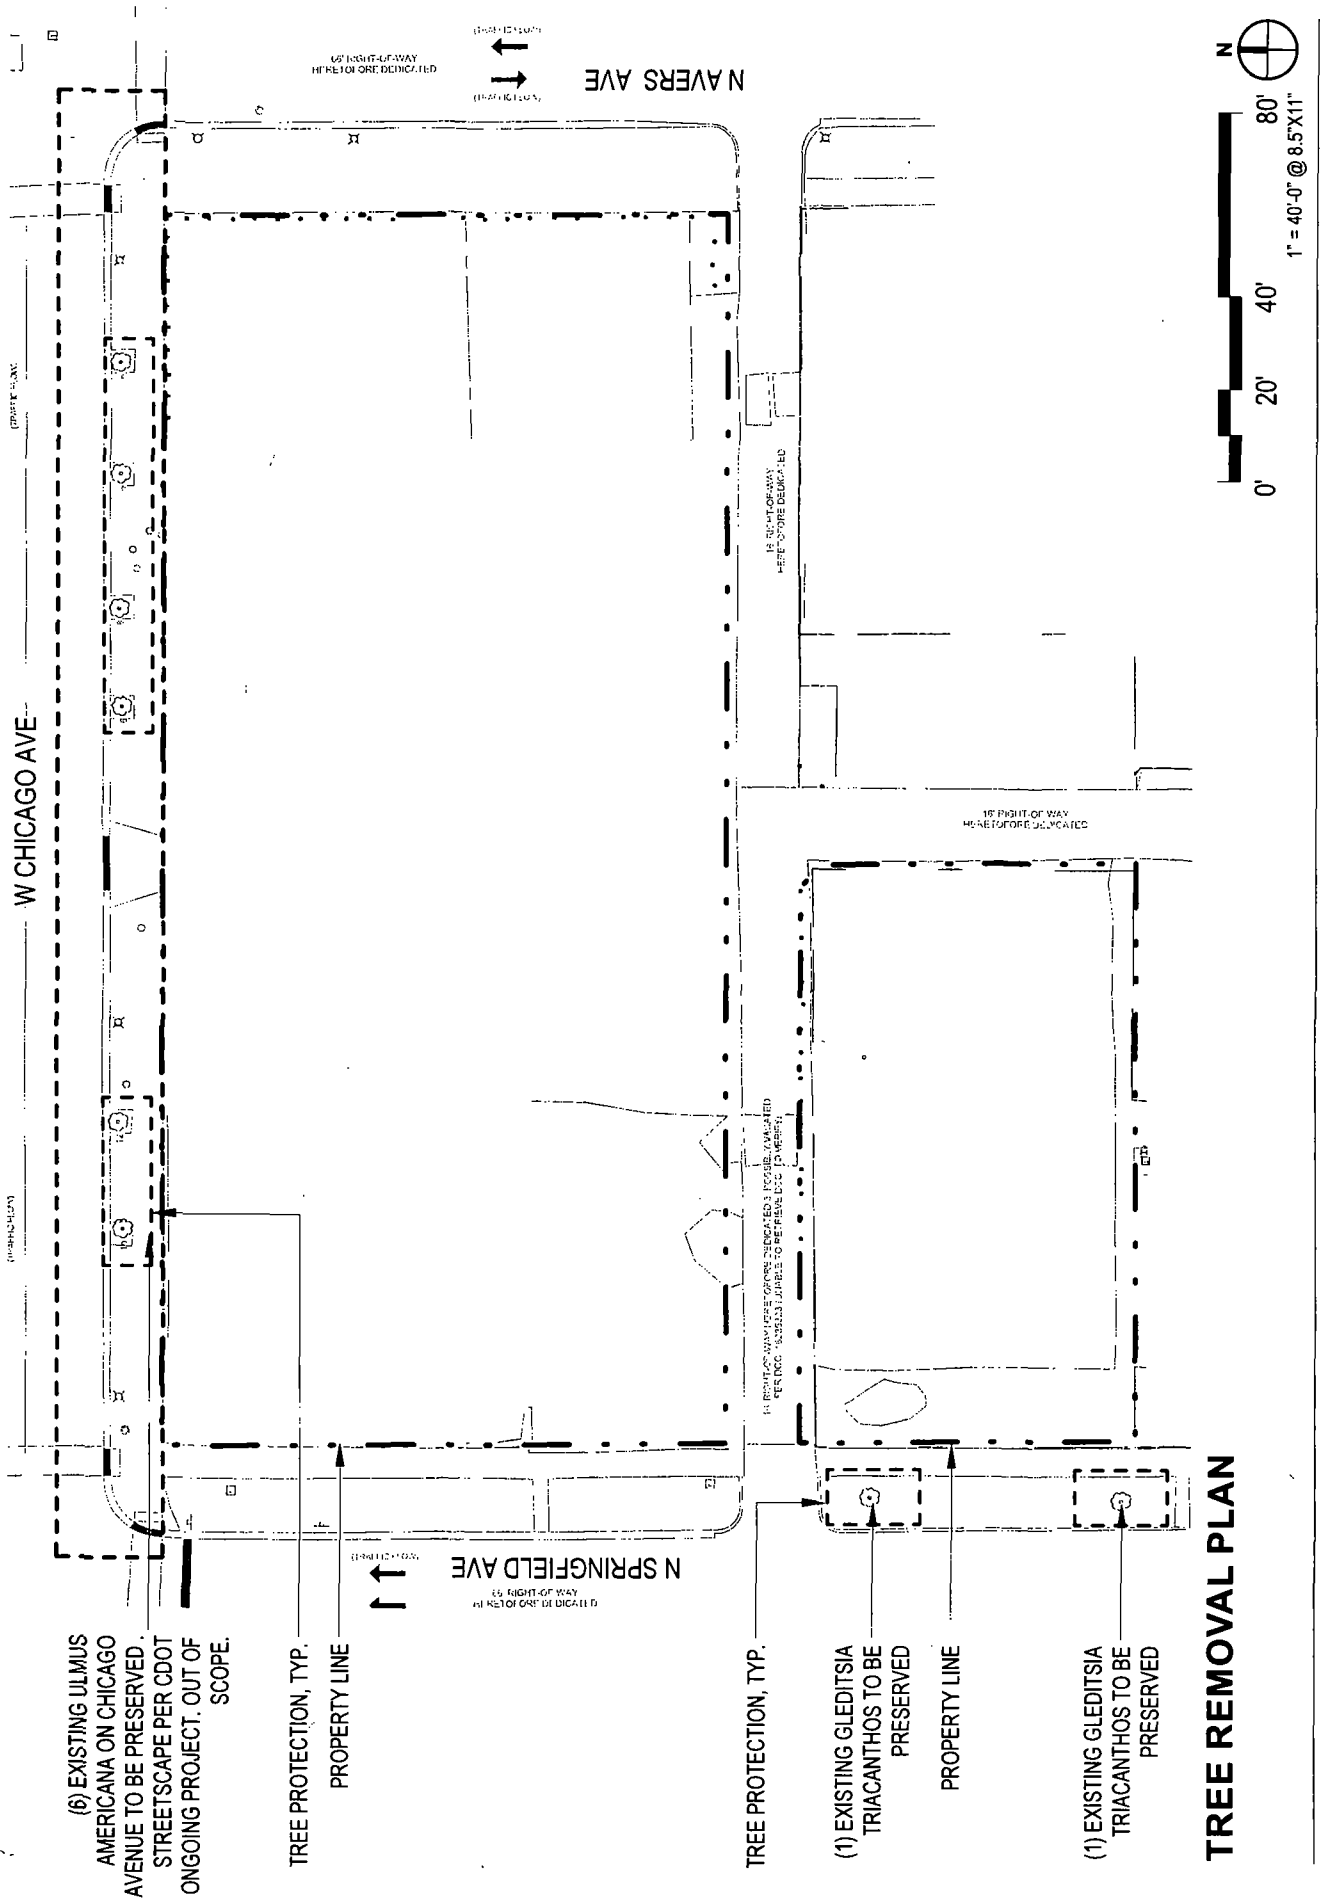 W CHICAGO AVE
66' RIGHT-OF-WAY
HERETOFORE DEDICATED
N AVERS AVE
N
0' 20' 40' 80'
1" = 40'-0" @ 8.5"X11"
16' RIGHT-OF-WAY
HERETOFORE DEDICATED
16' RIGHT-OF WAY
HERETOFORE DEDICATED
N SPRINGFIELD AVE
66' RIGHT-OF WAY
HERETOFORE DEDICATED
(6) EXISTING ULMUS
AMERICANA ON CHICAGO
AVENUE TO BE PRESERVED.
STREETSCAPE PER CDOT
ONGOING PROJECT. OUT OF
SCOPE.
TREE PROTECTION, TYP.
PROPERTY LINE
TREE PROTECTION, TYP.
(1) EXISTING GLEDITSIA
TRIACANTHOS TO BE
PRESERVED
PROPERTY LINE
(1) EXISTING GLEDITSIA
TRIACANTHOS TO BE
PRESERVED
TREE REMOVAL PLAN